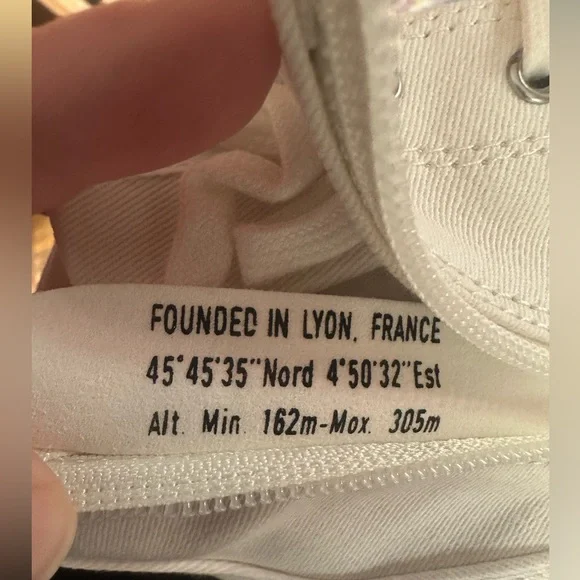 FOUNDED IN LYON, FRANCE
45°45'35"Nord 4°50'32"Est
Alt. Min. 162m-Max. 305m